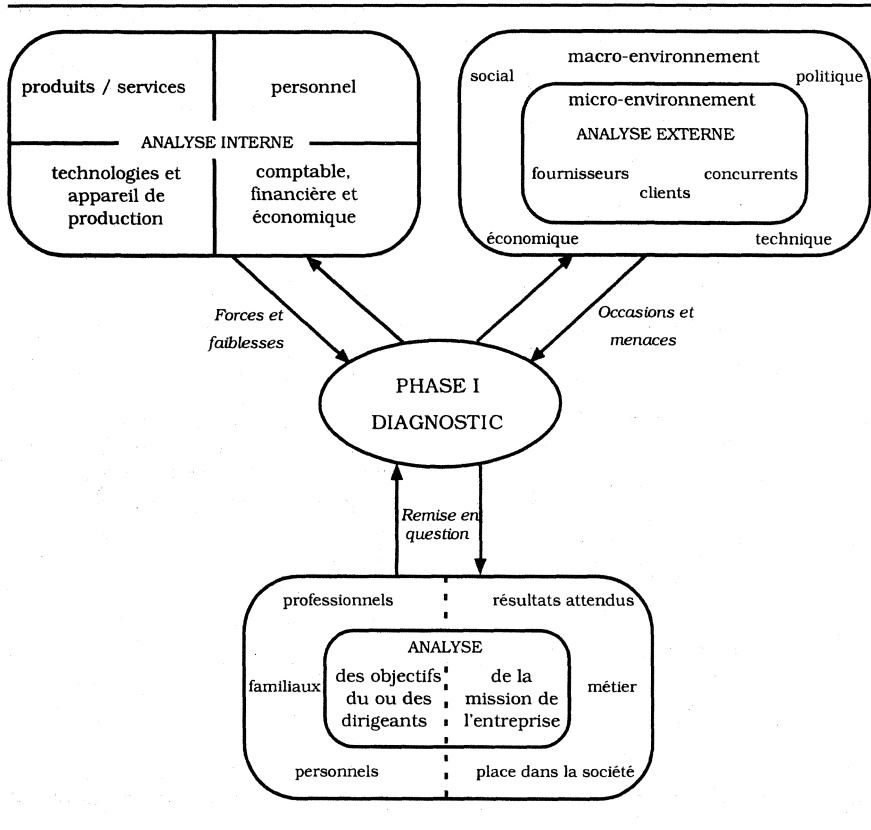 produits / services
personnel
ANALYSE INTERNE
technologies et
appareil de
production
comptable,
financière et
économique
macro-environnement
social
politique
micro-environnement
ANALYSE EXTERNE
fournisseurs
concurrents
clients
économique
technique
Forces et
faiblesses
Occasions et
menaces
PHASE I
DIAGNOSTIC
Remise en
question
professionnels
résultats attendus
ANALYSE
familiaux
des objectifs
du ou des
dirigeants
de la
mission de
l'entreprise
métier
personnels
place dans la société